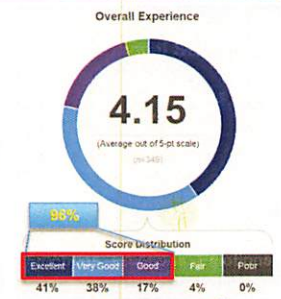 Overall Experience
4.15
(Average out of 5-pt scale)
(n=349)
96%
Score Distribution
Excellent Very Good Good Fair Poor
41% 38% 17% 4% 0%